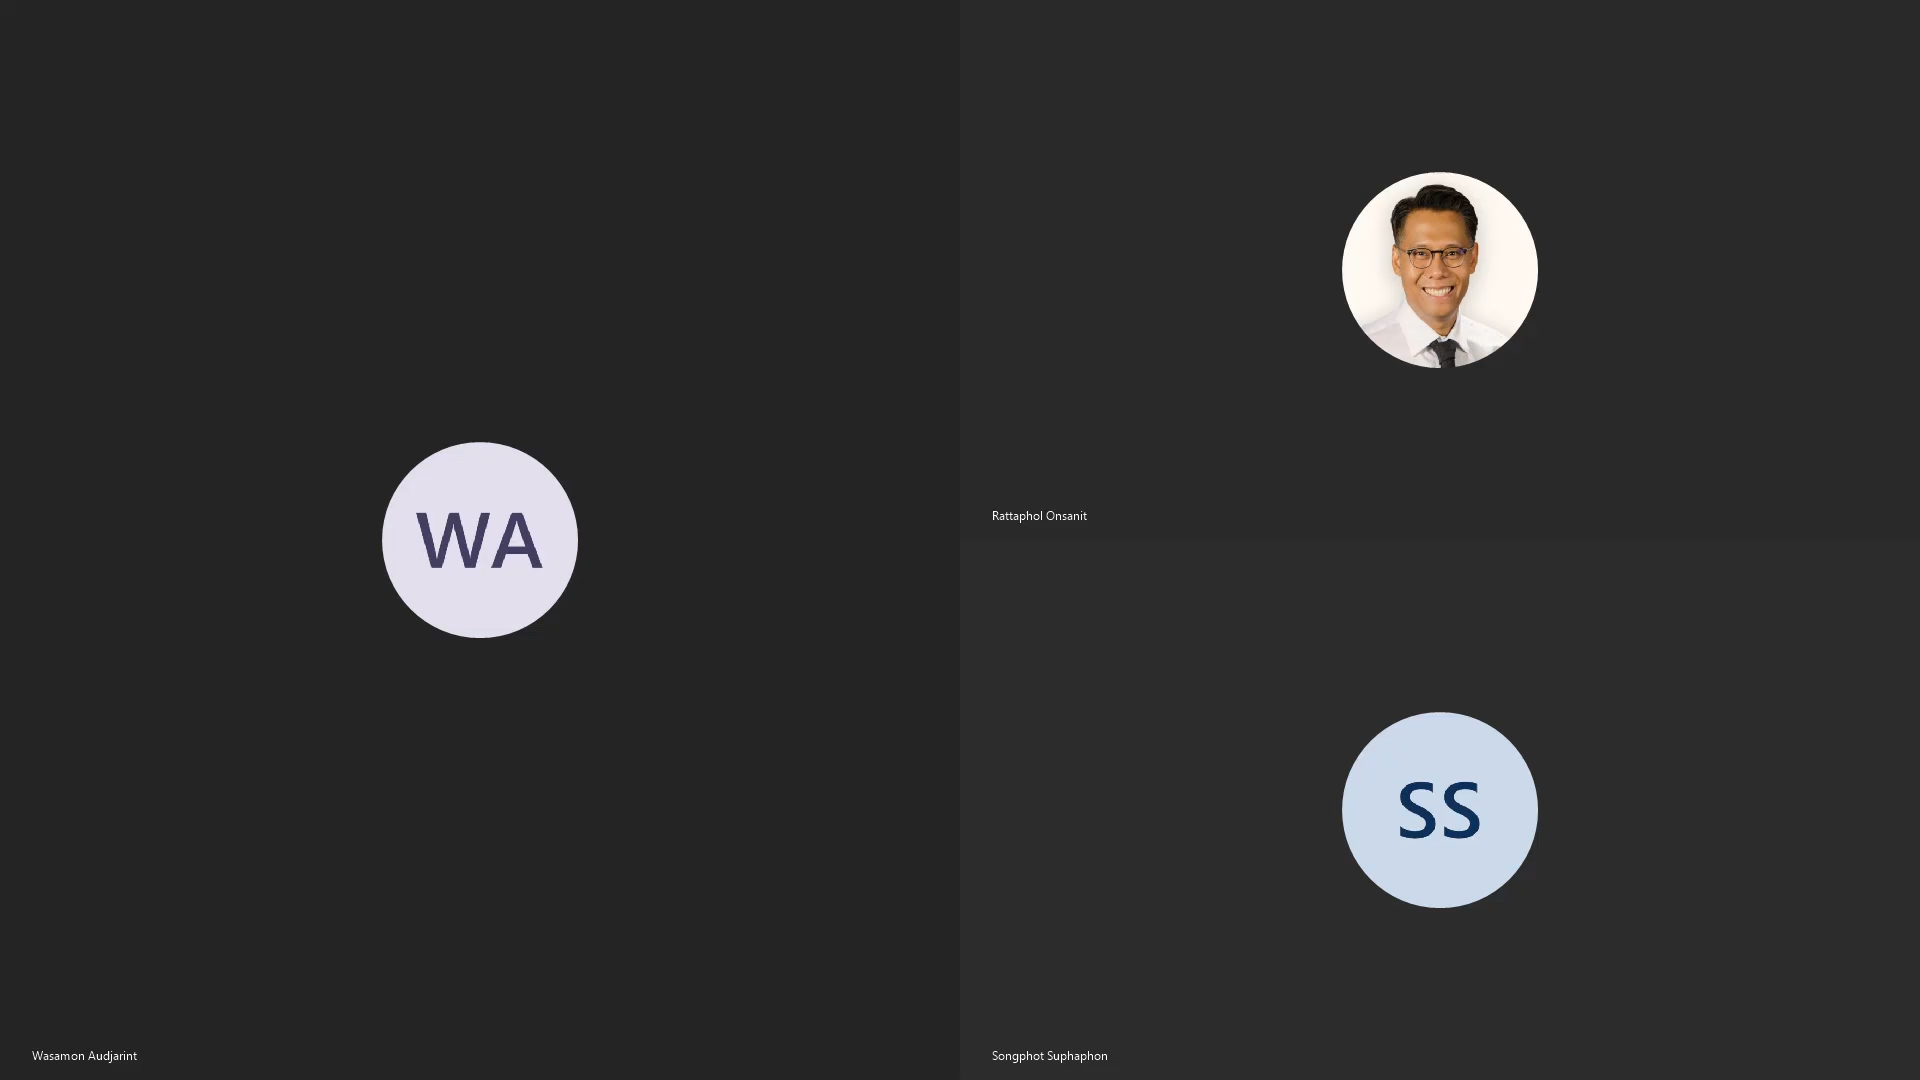 WA
Wasamon Audjarint
Rattaphol Onsanit
SS
Songphot Suphaphon